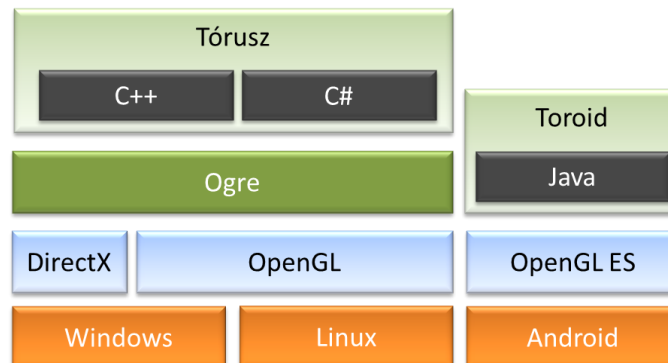 Tórusz
C++ C#
Toroid
Ogre
Java
DirectX OpenGL OpenGL ES
Windows Linux Android